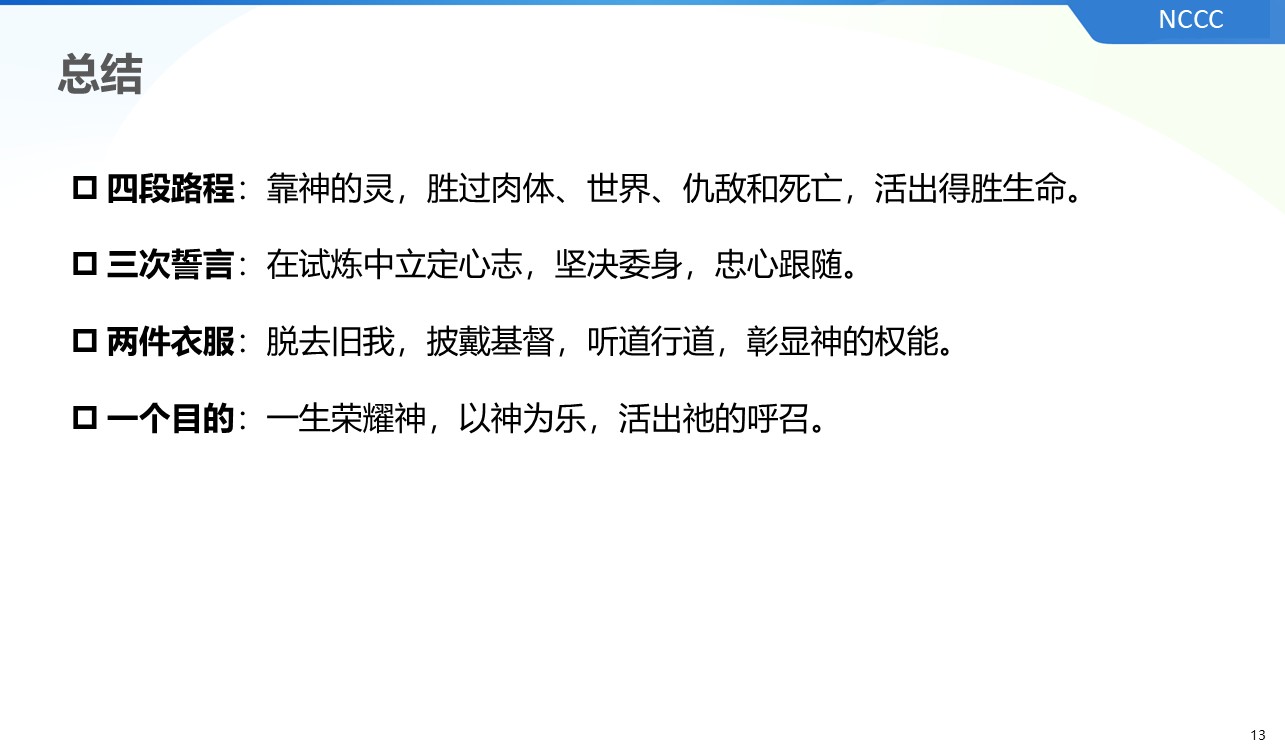 NCCC
总结
四段路程：靠神的灵，胜过肉体、世界、仇敌和死亡，活出得胜生命。
三次誓言：在试炼中立定心志，坚决委身，忠心跟随。
两件衣服：脱去旧我，披戴基督，听道行道，彰显神的权能。
一个目的：一生荣耀神，以神为乐，活出祂的呼召。
13